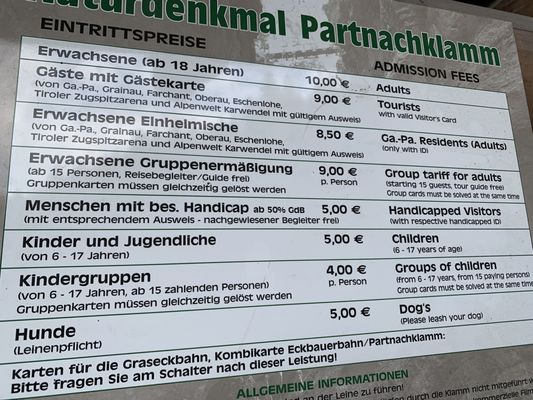 Naturdenkmal Partnachklamm
EINTRITTSPREISE
ADMISSION FEES
Erwachsene (ab 18 Jahren) 10,00 € Adults
Gäste mit Gästekarte 9,00 € Tourists
(von Ga.-Pa., Grainau, Farchant, Oberau, Eschenlohe, with valid Visitor's Card
Tiroler Zugspitzarena und Alpenwelt Karwendel mit gültigem Ausweis)
Erwachsene Einheimische 8,50 € Ga.-Pa. Residents (Adults)
(von Ga.-Pa., Grainau, Farchant, Oberau, Eschenlohe, (only with ID)
Tiroler Zugspitzarena und Alpenwelt Karwendel mit gültigem Ausweis)
Erwachsene Gruppenermäßigung 9,00 € Group tariff for adults
(ab 15 Personen, Reisebegleiter/Guide frei) p. Person (starting 15 guests, tour guide free)
Gruppenkarten müssen gleichzeitig gelöst werden Group cards must be solved at the same time
Menschen mit bes. Handicap ab 50% GdB 5,00 € Handicapped Visitors
(mit entsprechendem Ausweis - nachgewiesener Begleiter frei) (with respective handicapped ID)
Kinder und Jugendliche 5,00 € Children
(von 6 - 17 Jahren) (6 - 17 years of age)
Kindergruppen 4,00 € Groups of children
(von 6 - 17 Jahren, ab 15 zahlenden Personen) p. Person (from 6 - 17 years, from 15 paying persons)
Gruppenkarten müssen gleichzeitig gelöst werden Group cards must be solved at the same time
Hunde 5,00 € Dog's
(Leinenpflicht) (Please leash your dog)
Karten für die Graseckbahn, Kombikarte Eckbauerbahn/Partnachklamm:
Bitte fragen Sie am Schalter nach dieser Leistung!
ALLGEMEINE INFORMATIONEN
an der Leine zu führen!
durch die Klamm nicht mitgeführt